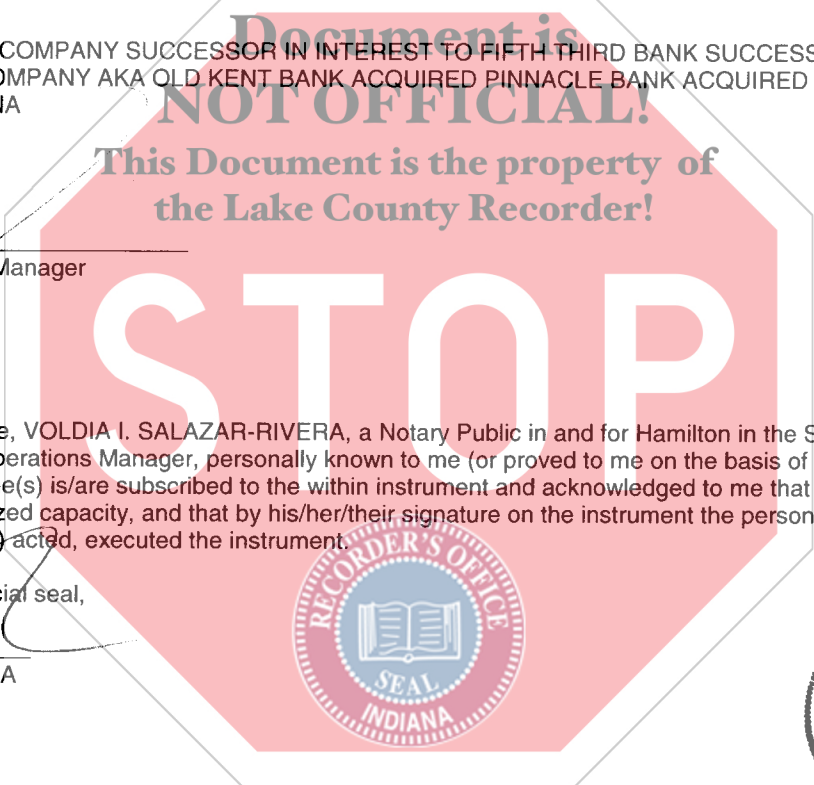 Document is
COMPANY SUCCESSOR IN INTEREST TO FIFTH THIRD BANK SUCCESS
OMPANY AKA OLD KENT BANK ACQUIRED PINNACLE BANK ACQUIRED
NA
NOT OFFICIAL!
This Document is the property of
the Lake County Recorder!
Manager
STOP
e, VOLDIA I. SALAZAR-RIVERA, a Notary Public in and for Hamilton in the S
perations Manager, personally known to me (or proved to me on the basis of
e(s) is/are subscribed to the within instrument and acknowledged to me that
zed capacity, and that by his/her/their signature on the instrument the person
) acted, executed the instrument.
cial seal,
A
RECORDER'S OFFICE
SEAL
INDIANA